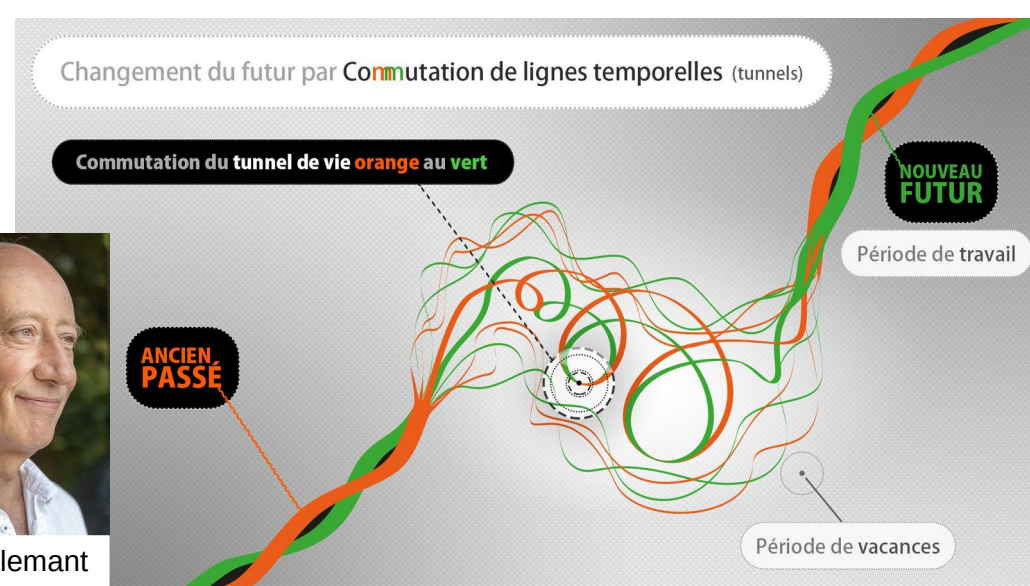 Changement du futur par Commutation de lignes temporelles (tunnels)
Commutation du tunnel de vie orange au vert
NOUVEAU
FUTUR
Période de travail
ANCIEN
PASSÉ
Période de vacances
lemant